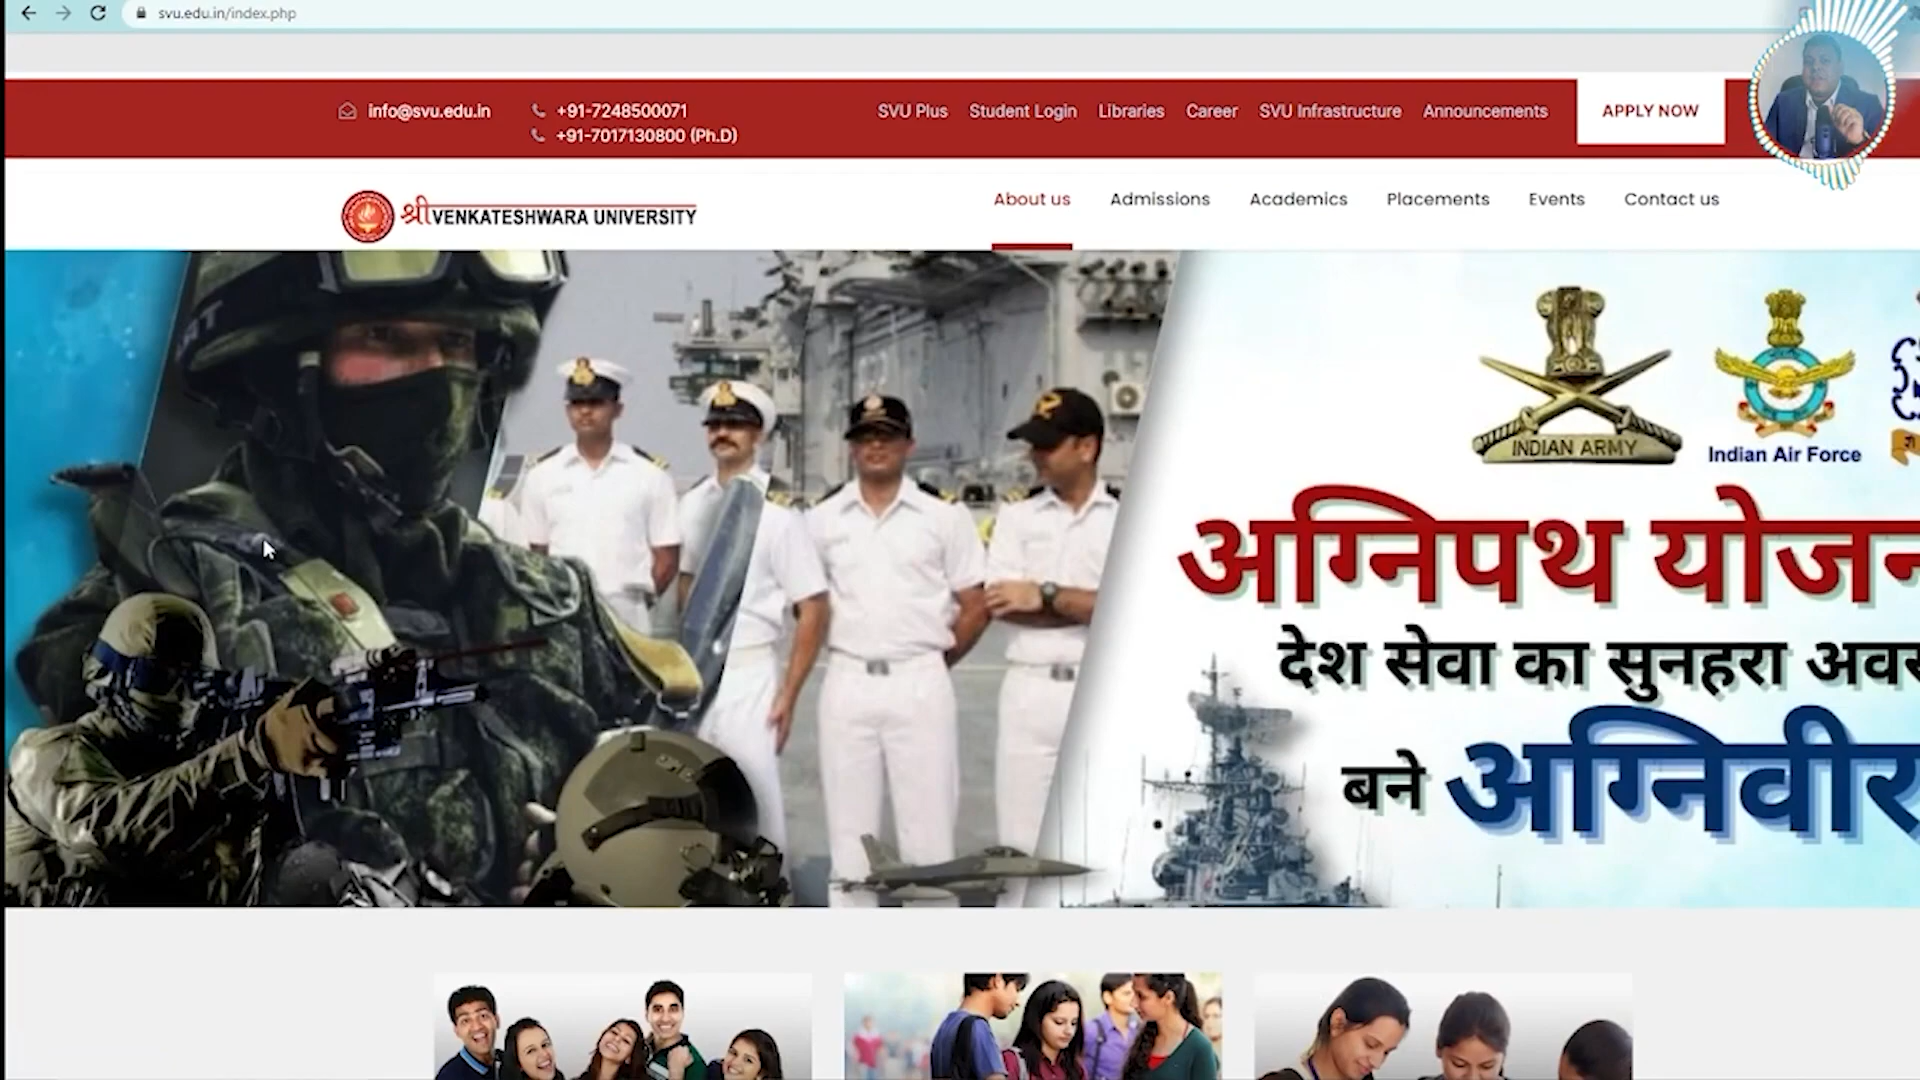 svu.edu.in/index.php
info@svu.edu.in
+91-7248500071
+91-7017130800 (Ph.D)
SVU Plus Student Login Libraries Career SVU Infrastructure Announcements APPLY NOW
श्री VENKATESHWARA UNIVERSITY
About us Admissions Academics Placements Events Contact us
INDIAN ARMY
Indian Air Force
अग्निपथ योजन
देश सेवा का सुनहरा अवस
बने अग्निवीर